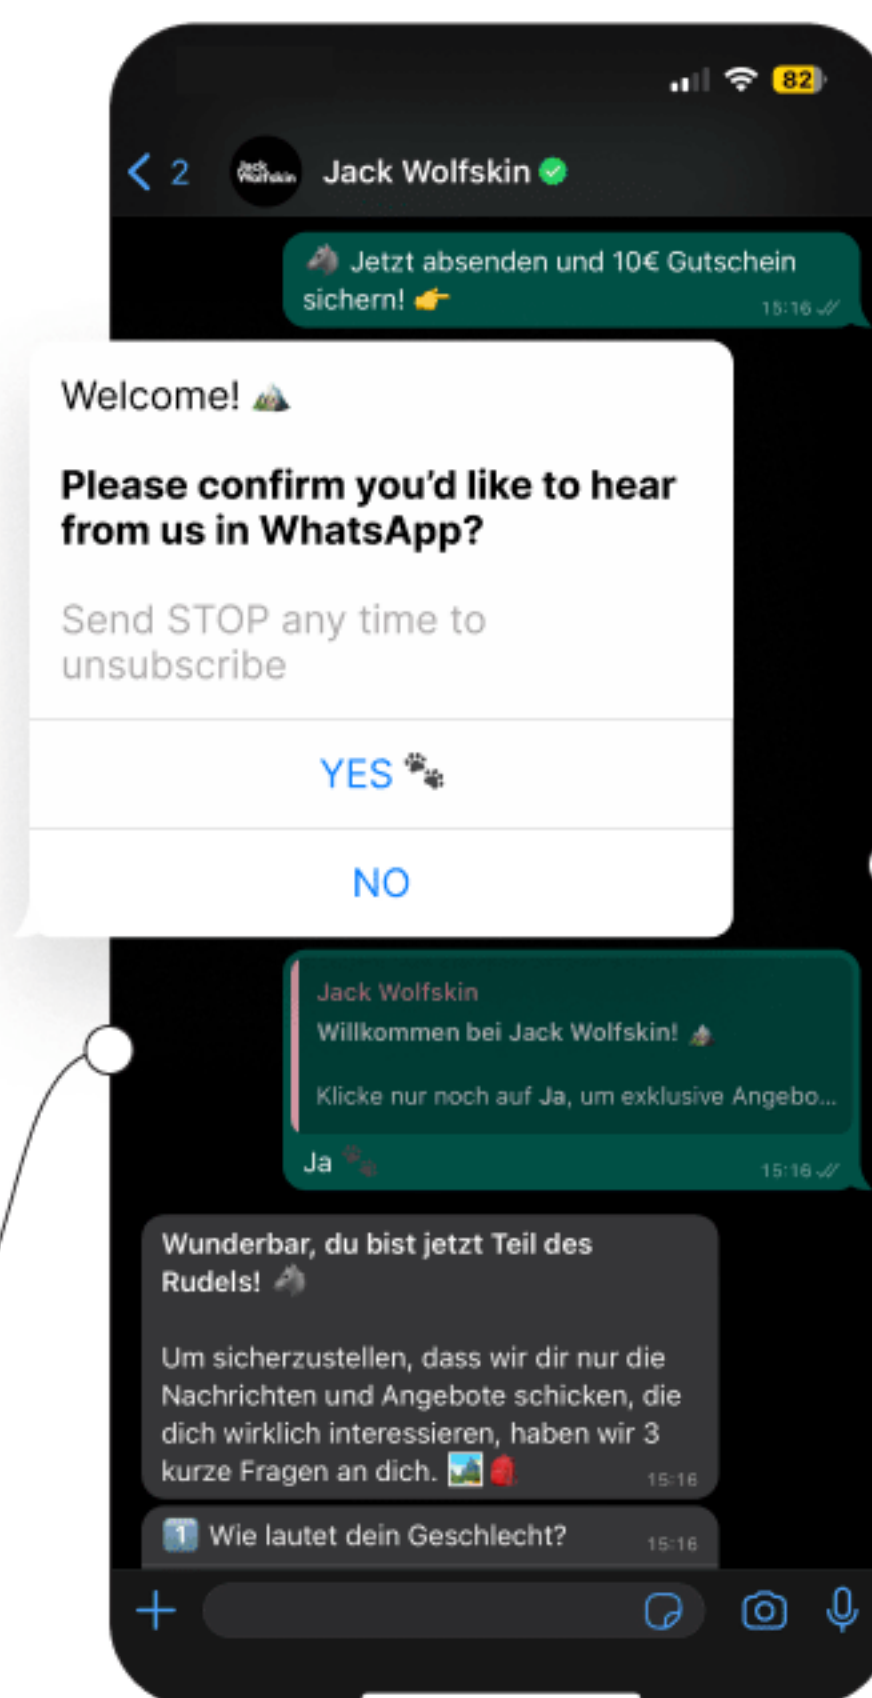 82
2
Jack Wolfskin
Jack Wolfskin
🐺 Jetzt absenden und 10€ Gutschein
sichern! 👉
15:16
Welcome! 🏔️
Please confirm you’d like to hear
from us in WhatsApp?
Send STOP any time to
unsubscribe
YES 🐾
NO
Jack Wolfskin
Willkommen bei Jack Wolfskin! 🏔️
Klicke nur noch auf Ja, um exklusive Angebo...
Ja 🐾
15:16
Wunderbar, du bist jetzt Teil des
Rudels! 🐺
Um sicherzustellen, dass wir dir nur die
Nachrichten und Angebote schicken, die
dich wirklich interessieren, haben wir 3
kurze Fragen an dich. 🏞️🎒
15:16
1️⃣ Wie lautet dein Geschlecht?
15:16